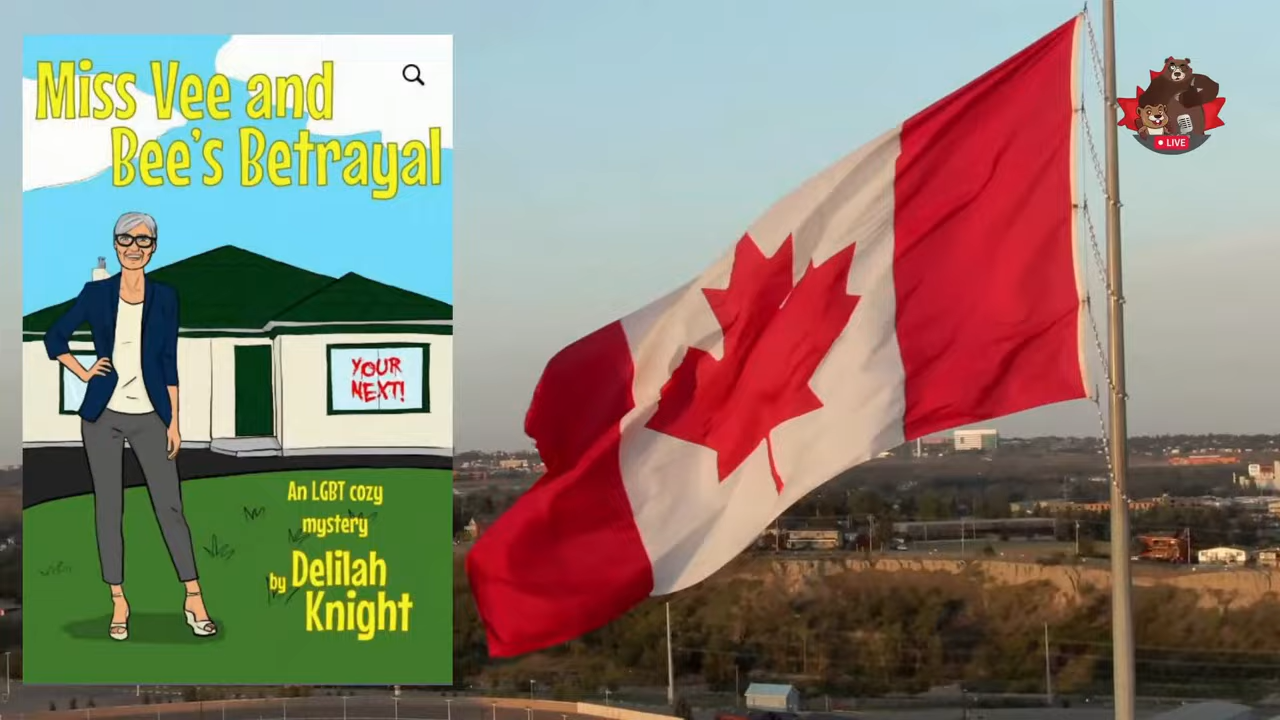 Miss Vee and
Bee's Betrayal
YOUR
NEXT!
An LGBT cozy
mystery
by Delilah
Knight
LIVE